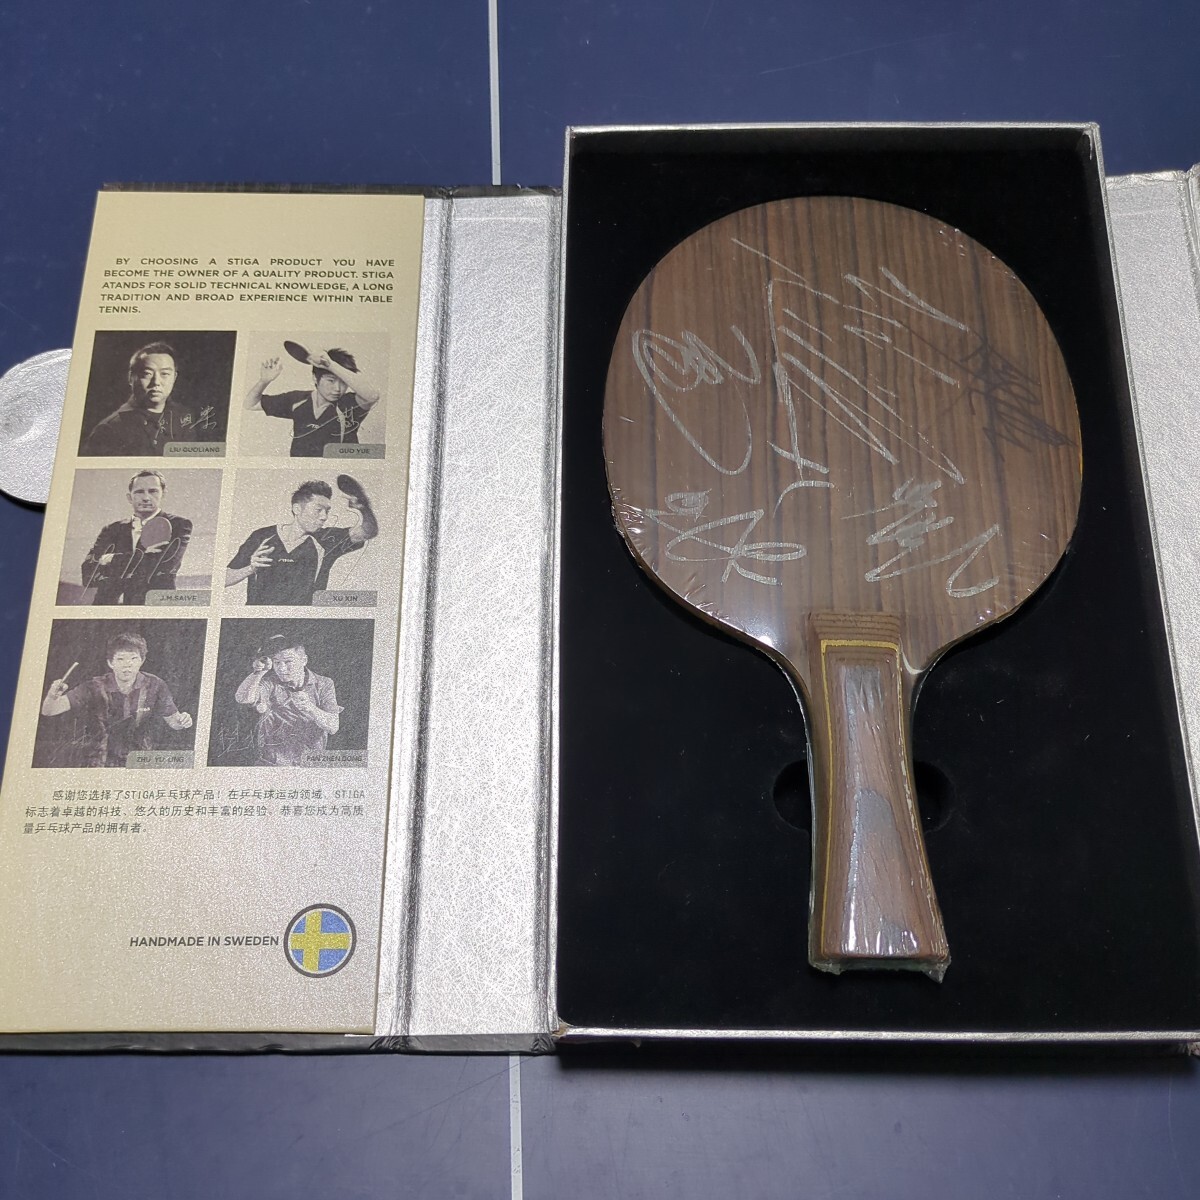 BY CHOOSING A STIGA PRODUCT YOU HAVE
BECOME THE OWNER OF A QUALITY PRODUCT. STIGA
ATANDS FOR SOLID TECHNICAL KNOWLEDGE, A LONG
TRADITION AND BROAD EXPERIENCE WITHIN TABLE
TENNIS.
LIU GUOLIANG
GUO YUE
J.M.SAIVE
XU XIN
ZHU YU LING
FAN ZHEN DONG
感谢您选择了STIGA乒乓球产品！在乒乓球运动领域、STIGA
标志着卓越的科技、悠久的历史和丰富的经验、恭喜您成为高质
量乒乓球产品的拥有者。
HANDMADE IN SWEDEN